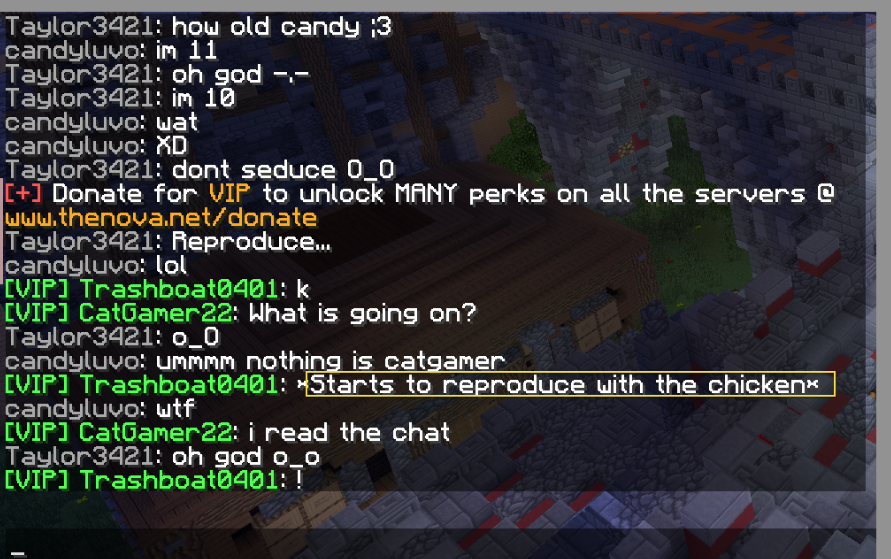 Taylor3421: how old candy ;3
candyluvo: im 11
Taylor3421: oh god -.-
Taylor3421: im 10
candyluvo: wat
candyluvo: XD
Taylor3421: dont seduce O_O
[+] Donate for VIP to unlock MANY perks on all the servers @
www.thenova.net/donate
Taylor3421: Reproduce...
candyluvo: lol
[VIP] Trashboat0401: k
[VIP] CatGamer22: What is going on?
Taylor3421: o_O
candyluvo: ummmm nothing is catgamer
[VIP] Trashboat0401: *Starts to reproduce with the chicken*
candyluvo: wtf
[VIP] CatGamer22: i read the chat
Taylor3421: oh god o_o
[VIP] Trashboat0401: !
_